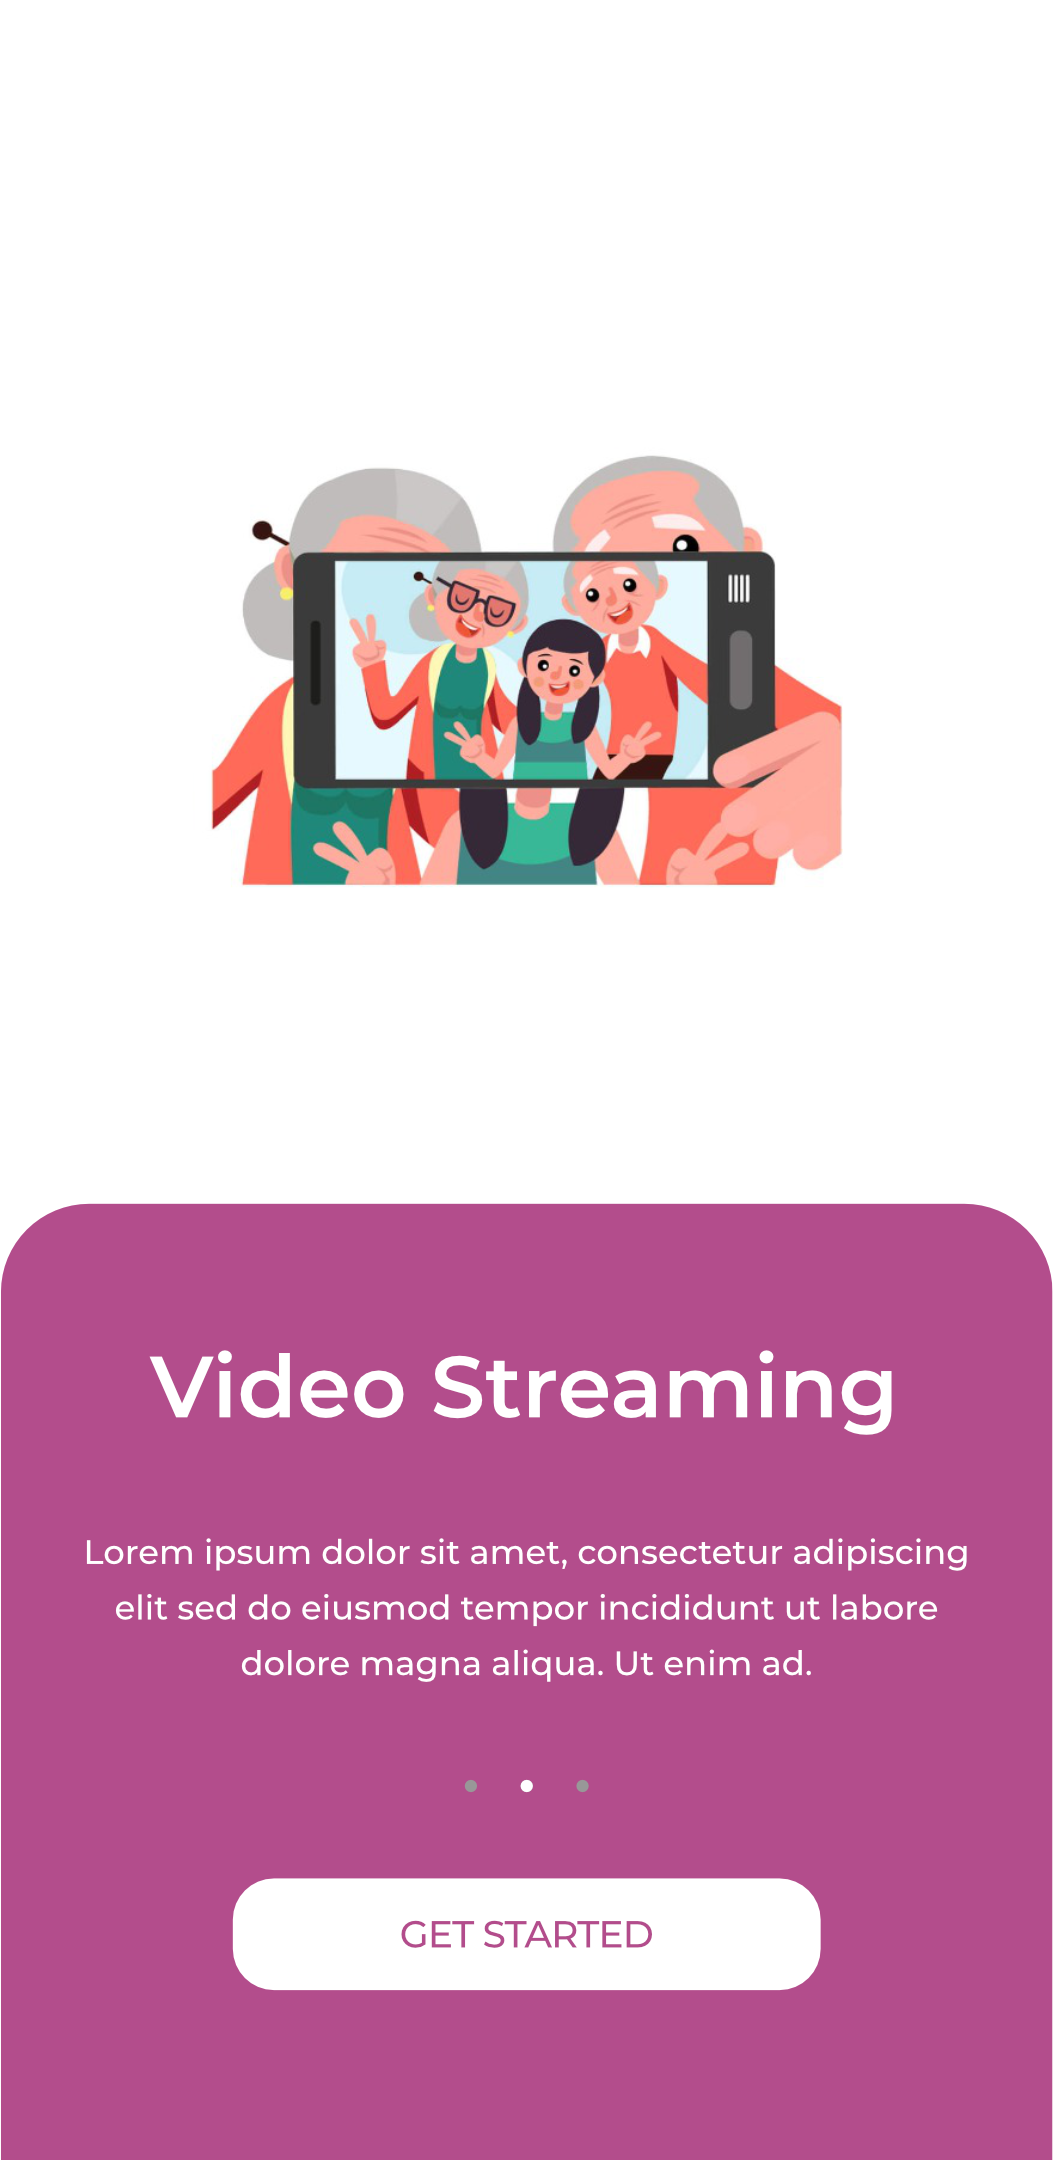 Video Streaming
Lorem ipsum dolor sit amet, consectetur adipiscing
elit sed do eiusmod tempor incididunt ut labore
dolore magna aliqua. Ut enim ad.
GET STARTED